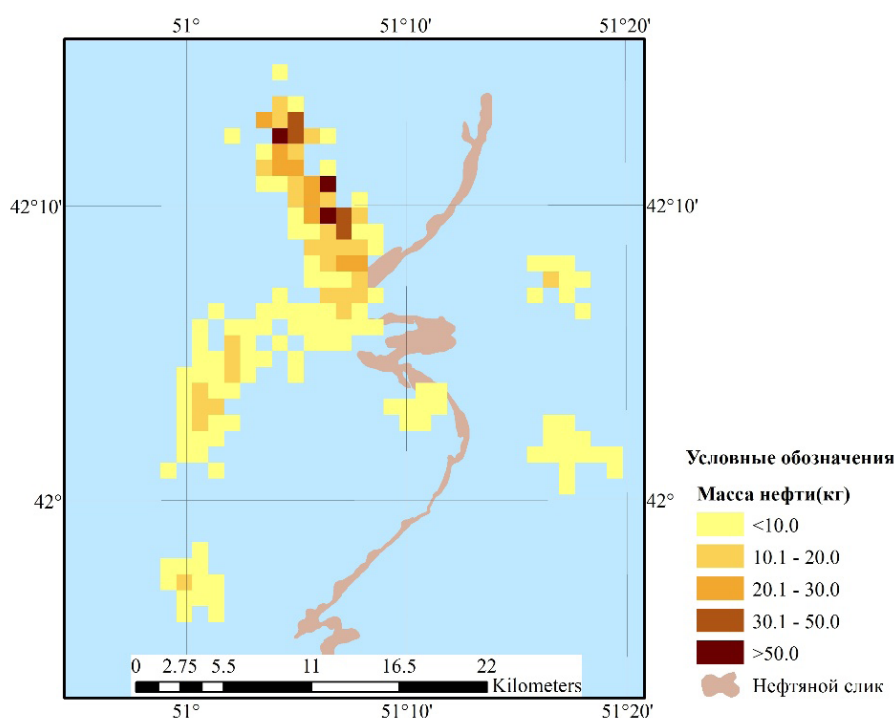 51° 51°10' 51°20'
42°10' 42°10'
42° 42°
0 2.75 5.5 11 16.5 22
Kilometers
51° 51°10' 51°20'
Условные обозначения
Масса нефти(кг)
<10.0
10.1 - 20.0
20.1 - 30.0
30.1 - 50.0
>50.0
Нефтяной слик